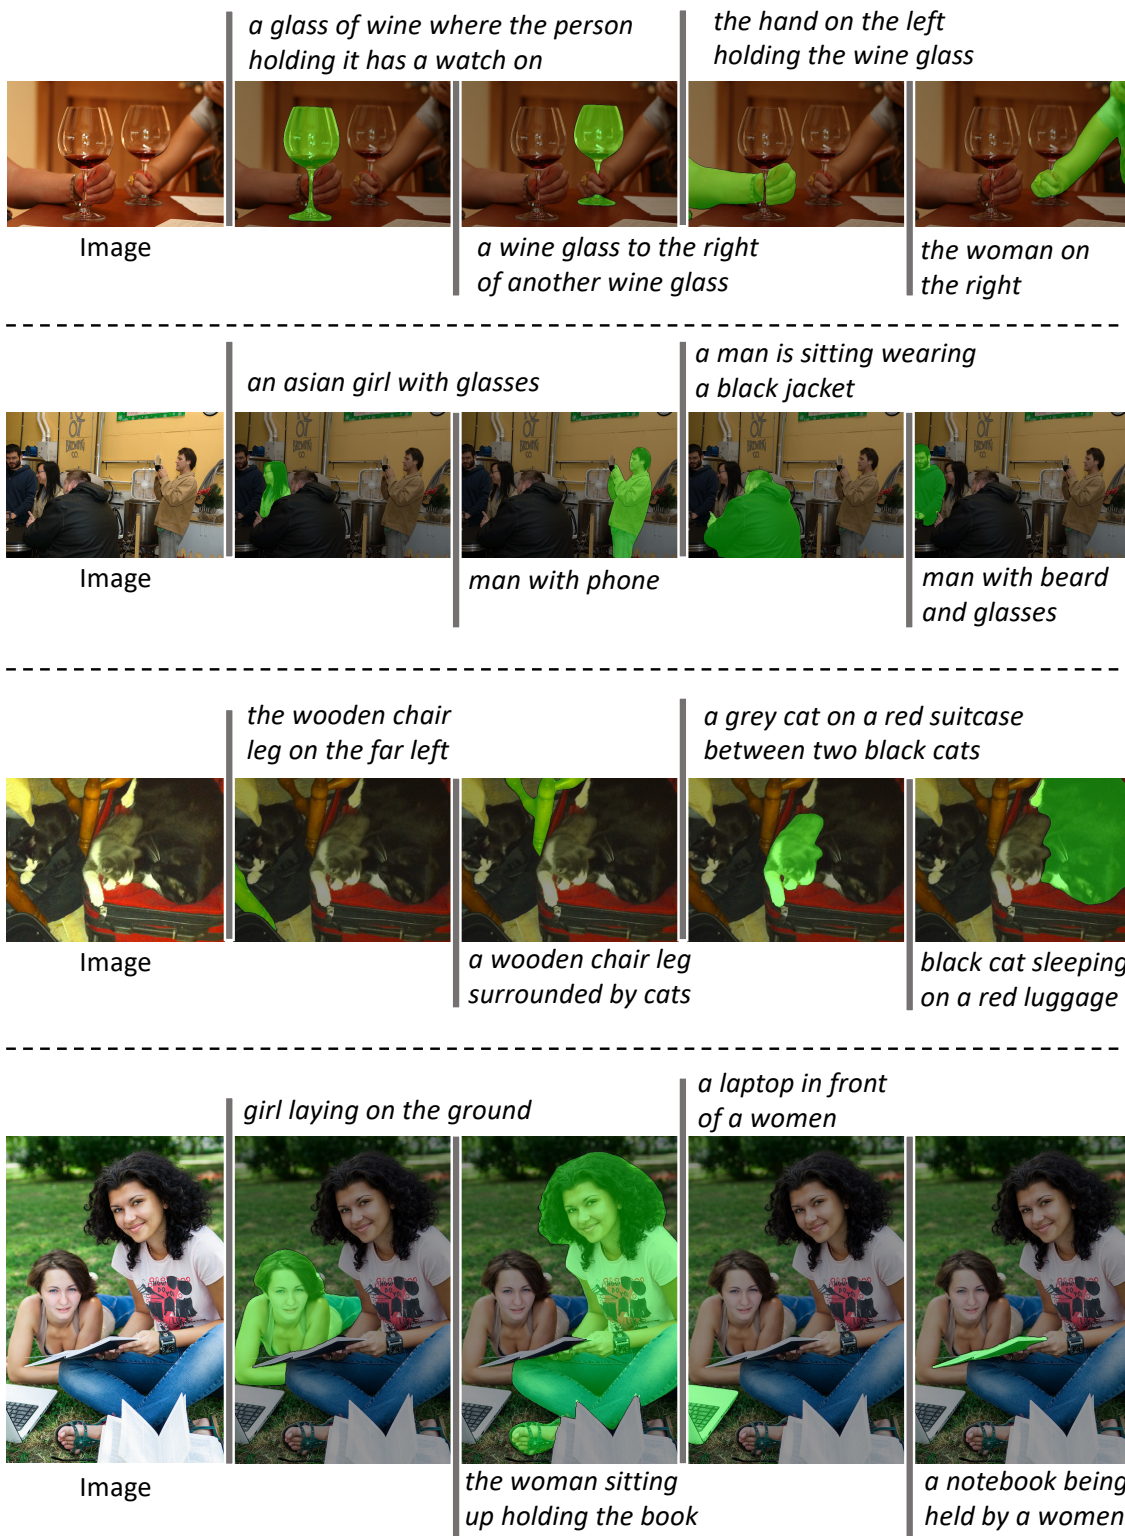 a glass of wine where the person
holding it has a watch on
the hand on the left
holding the wine glass
Image
a wine glass to the right
of another wine glass
the woman on
the right
an asian girl with glasses
a man is sitting wearing
a black jacket
BREWING
CO.
Image
man with phone
man with beard
and glasses
the wooden chair
leg on the far left
a grey cat on a red suitcase
between two black cats
Image
a wooden chair leg
surrounded by cats
black cat sleeping
on a red luggage
girl laying on the ground
a laptop in front
of a women
Image
the woman sitting
up holding the book
a notebook being
held by a women